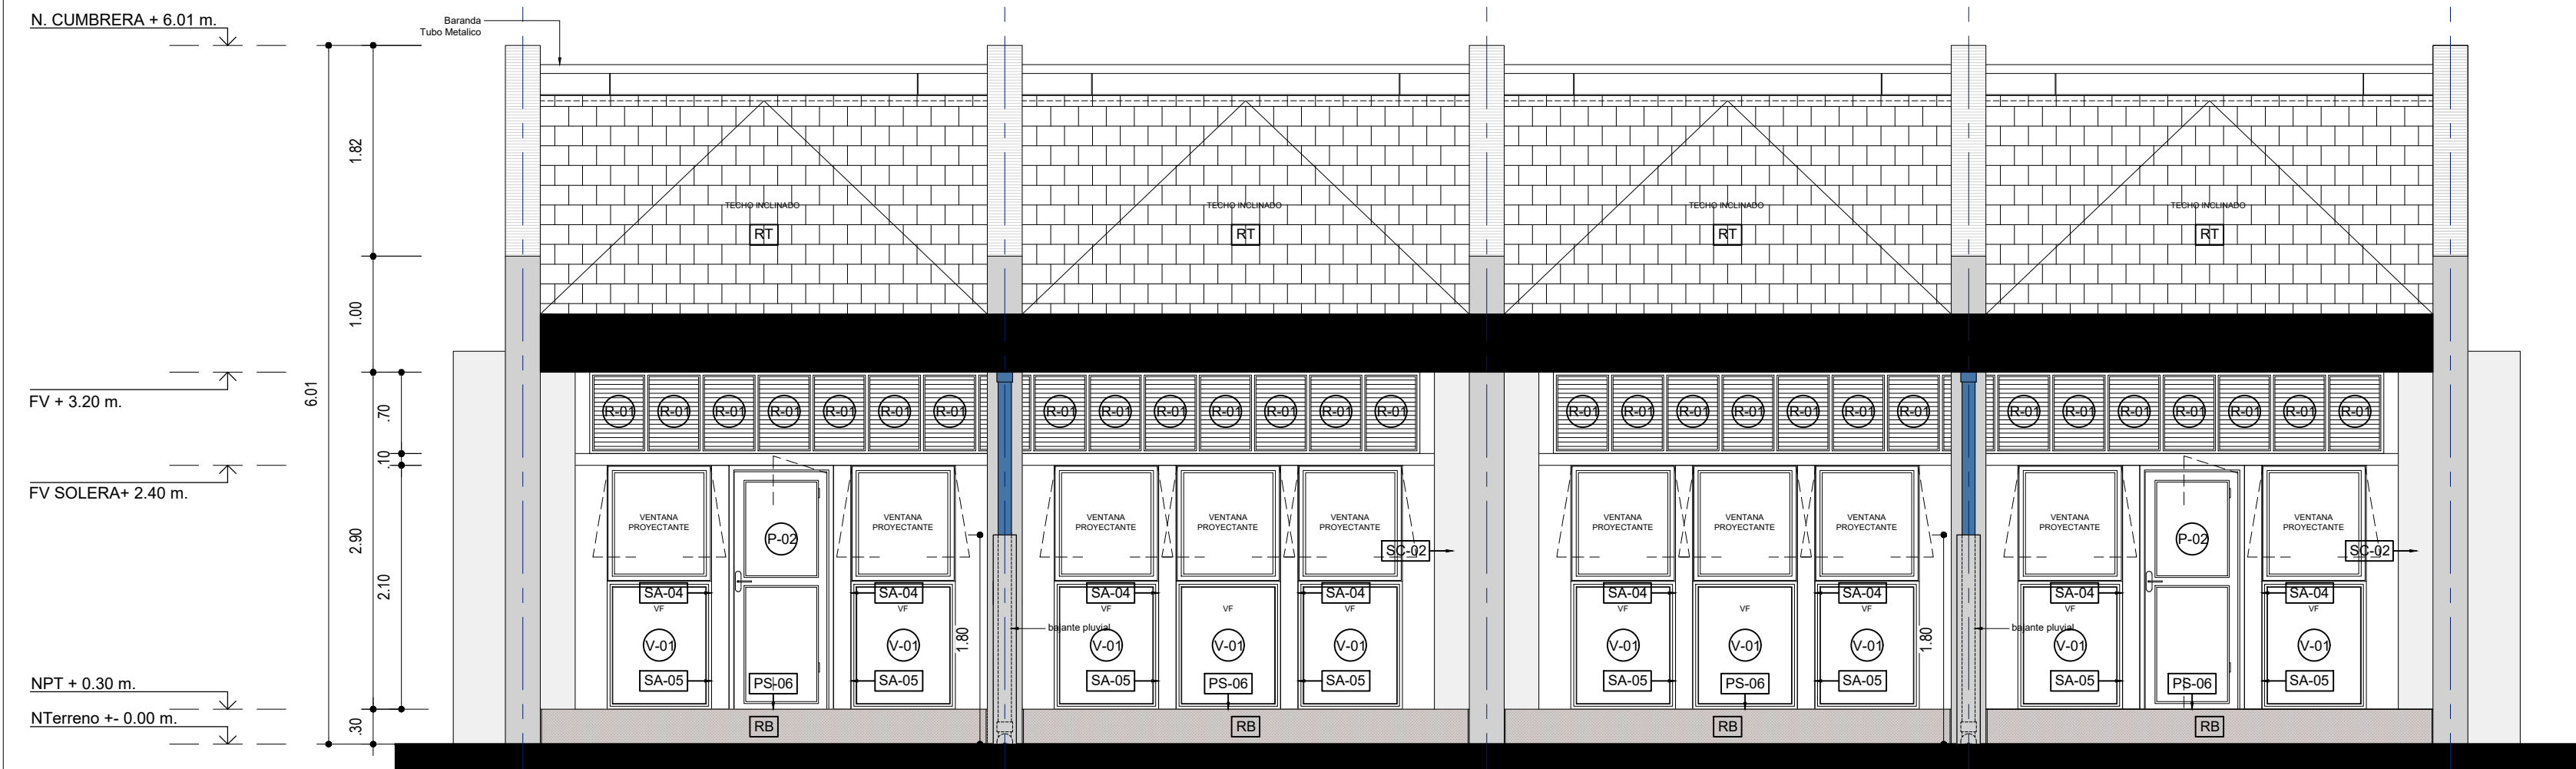 N. CUMBRERA + 6.01 m.
Baranda
Tubo Metalico
1.82
TECHO INCLINADO
TECHO INCLINADO
TECHO INCLINADO
TECHO INCLINADO
RT
RT
RT
RT
1.00
6.01
FV + 3.20 m.
.70
R-01 R-01 R-01 R-01 R-01 R-01 R-01 R-01 R-01 R-01 R-01 R-01 R-01 R-01
R-01 R-01 R-01 R-01 R-01 R-01 R-01 R-01 R-01 R-01 R-01 R-01 R-01 R-01
.10
FV SOLERA+ 2.40 m.
2.90
2.10
VENTANA
PROYECTANTE
P-02
VENTANA
PROYECTANTE
VENTANA
PROYECTANTE
VENTANA
PROYECTANTE
VENTANA
PROYECTANTE
SC-02
VENTANA
PROYECTANTE
VENTANA
PROYECTANTE
VENTANA
PROYECTANTE
VENTANA
PROYECTANTE
P-02
VENTANA
PROYECTANTE
SC-02
SA-04 SA-04 SA-04 SA-04 SA-04 SA-04 SA-04 SA-04
VF VF VF VF VF VF VF VF VF VF
1.80
bajante pluvial
1.80
bajante pluvial
V-01 V-01 V-01 V-01 V-01 V-01 V-01 V-01 V-01 V-01
SA-05 PS-06 SA-05 SA-05 PS-06 SA-05 SA-05 PS-06 SA-05 SA-05 PS-06 SA-05
NPT + 0.30 m.
NTerreno +- 0.00 m.
.30
RB
RB
RB
RB